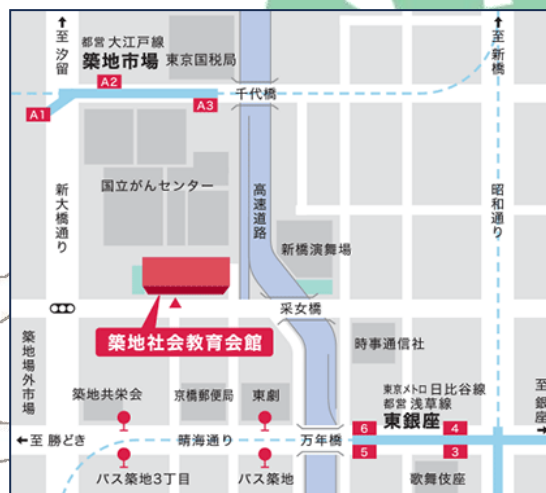 至 汐留
都営 大江戸線
築地市場
東京国税局
至 新橋
A2
A3
A1
千代橋
国立がんセンター
新大橋通り
高速道路
昭和通り
新橋演舞場
采女橋
築地社会教育会館
築地場外市場
時事通信社
築地共栄会
京橋郵便局
東劇
東京メトロ 日比谷線
都営 浅草線
東銀座
至 銀座
6
4
5
3
至 勝どき
晴海通り
万年橋
バス築地3丁目
バス築地
歌舞伎座